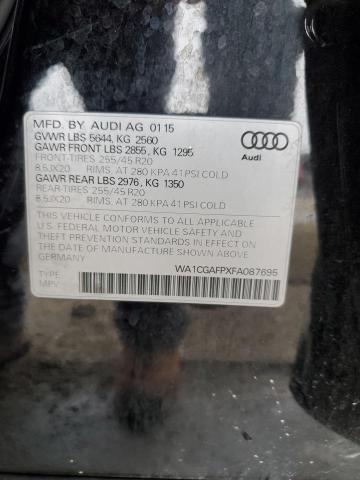 MFD. BY AUDI AG 01 15
GVWR LBS 5644, KG 2560
GAWR FRONT LBS 2855, KG 1295
FRONT-TIRES 255/45 R20
8.5JX20 RIMS, AT 280 KPA 41 PSI COLD
GAWR REAR LBS 2976, KG 1350
REAR-TIRES 255/45 R20
8.5JX20 RIMS, AT 280 KPA 41 PSI COLD
Audi
THIS VEHICLE CONFORMS TO ALL APPLICABLE
U.S. FEDERAL MOTOR VEHICLE SAFETY AND
THEFT PREVENTION STANDARDS IN EFFECT ON
THE DATE OF MANUFACTURE SHOWN ABOVE
GERMANY
WA1CGAFPXFA087695
TYPE
MPV